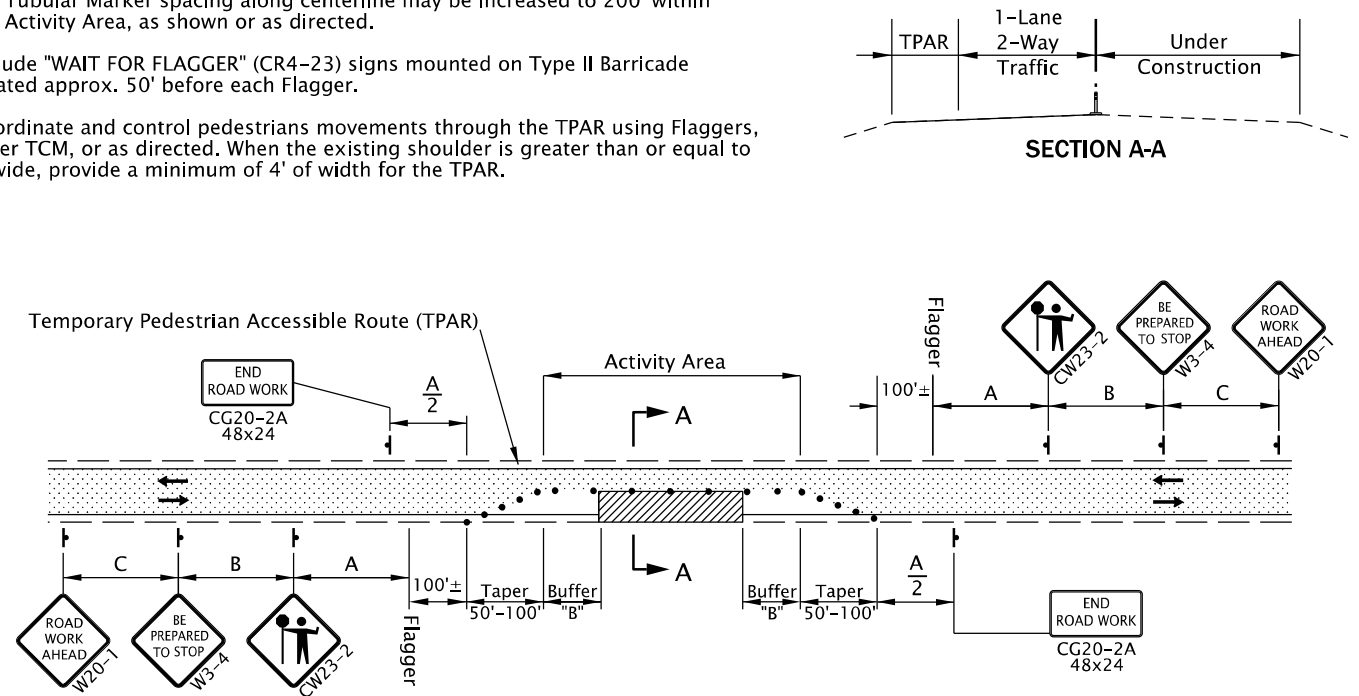 Tubular Marker spacing along centerline may be increased to 200' within
Activity Area, as shown or as directed.
ude "WAIT FOR FLAGGER" (CR4-23) signs mounted on Type II Barricade
ated approx. 50' before each Flagger.
ordinate and control pedestrians movements through the TPAR using Flaggers,
er TCM, or as directed. When the existing shoulder is greater than or equal to
wide, provide a minimum of 4' of width for the TPAR.
TPAR
1-Lane
2-Way
Traffic
Under
Construction
SECTION A-A
Temporary Pedestrian Accessible Route (TPAR)
END
ROAD WORK
CG20-2A
48x24
A
2
Activity Area
A
100'±
Flagger
A
CW23-2
B
BE
PREPARED
TO STOP
W3-4
C
ROAD
WORK
AHEAD
W20-1
C
B
A
100'±
Taper
50'-100'
Buffer
"B"
A
Buffer
"B"
Taper
50'-100'
A
2
ROAD
WORK
AHEAD
W20-1
BE
PREPARED
TO STOP
W3-4
CW23-2
Flagger
END
ROAD WORK
CG20-2A
48x24